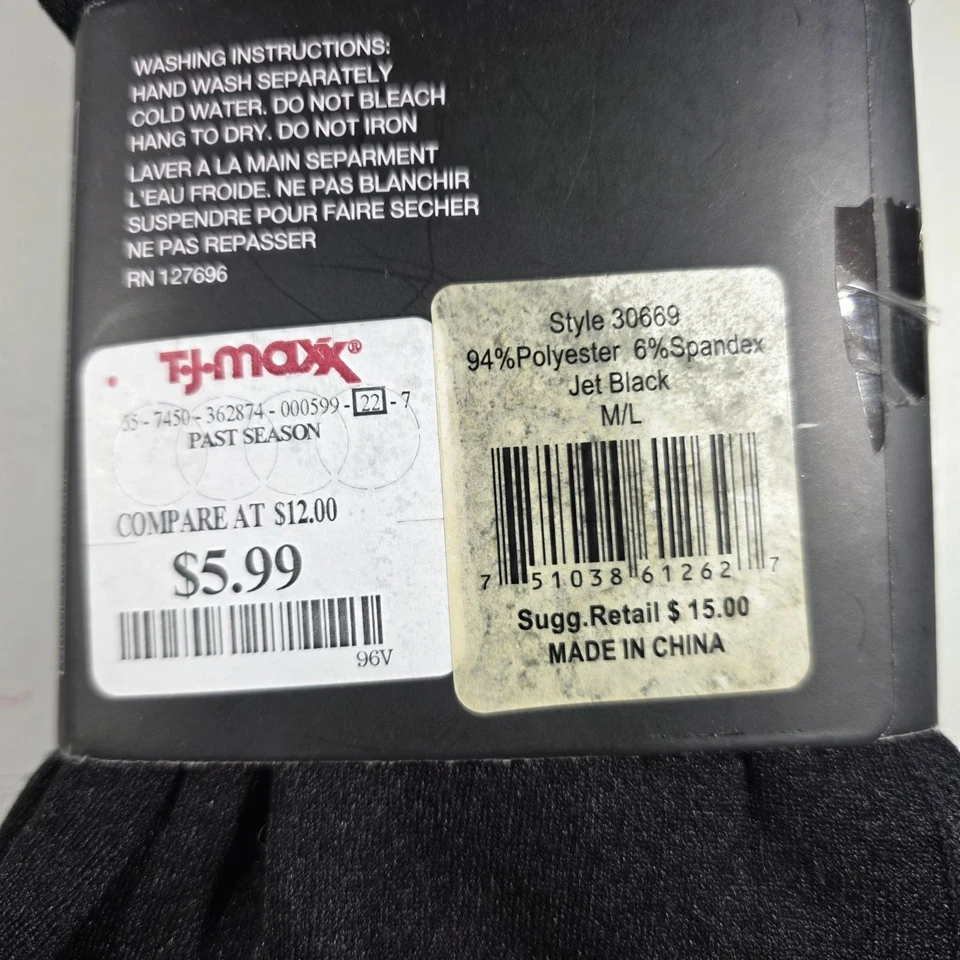 WASHING INSTRUCTIONS:
HAND WASH SEPARATELY
COLD WATER. DO NOT BLEACH
HANG TO DRY. DO NOT IRON
LAVER A LA MAIN SEPARMENT
L'EAU FROIDE. NE PAS BLANCHIR
SUSPENDRE POUR FAIRE SECHER
NE PAS REPASSER
RN 127696
T·J·maxx®
55 - 7450 - 362874 - 000599 - 22 - 7
PAST SEASON
COMPARE AT $12.00
$5.99
96V
Style 30669
94%Polyester 6%Spandex
Jet Black
M/L
7 51038 61262 7
Sugg.Retail $ 15.00
MADE IN CHINA